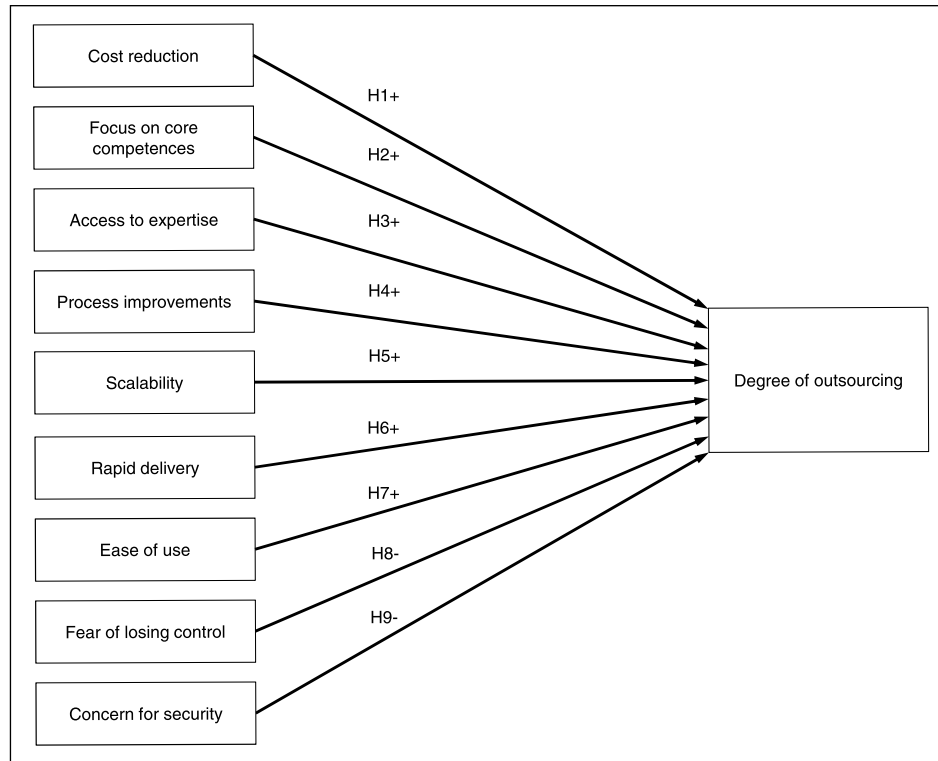 Cost reduction
H1+
Focus on core
competences
H2+
Access to expertise
H3+
Process improvements
H4+
Scalability
H5+
Degree of outsourcing
Rapid delivery
H6+
Ease of use
H7+
Fear of losing control
H8-
Concern for security
H9-